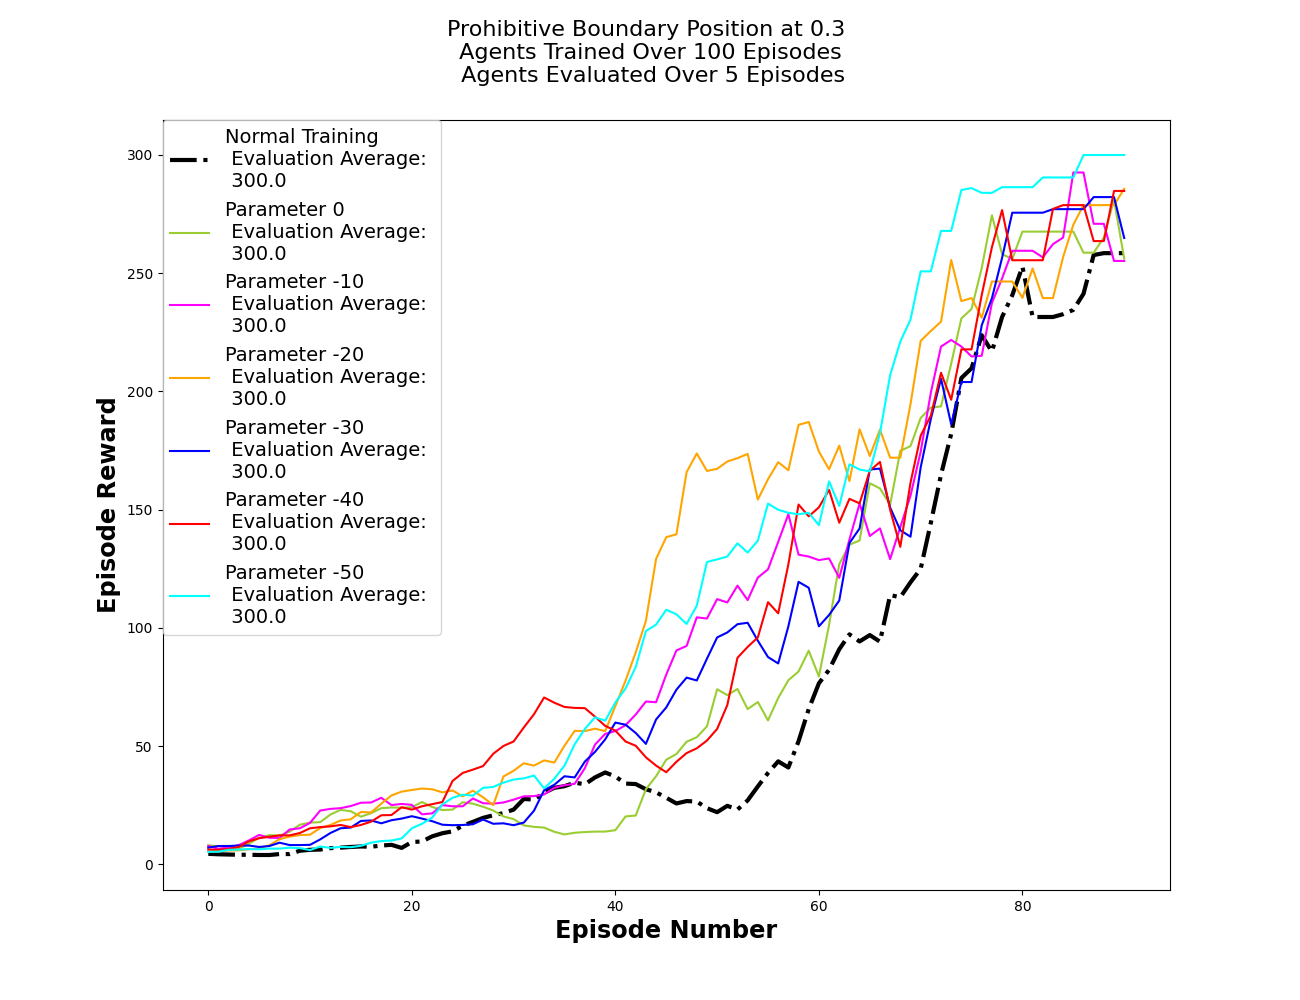 Prohibitive Boundary Position at 0.3
Agents Trained Over 100 Episodes
Agents Evaluated Over 5 Episodes
Normal Training
Evaluation Average:
300.0
Parameter 0
Evaluation Average:
300.0
Parameter -10
Evaluation Average:
300.0
Parameter -20
Evaluation Average:
300.0
Parameter -30
Evaluation Average:
300.0
Parameter -40
Evaluation Average:
300.0
Parameter -50
Evaluation Average:
300.0
300
250
200
150
100
50
0
Episode Reward
0 20 40 60 80
Episode Number